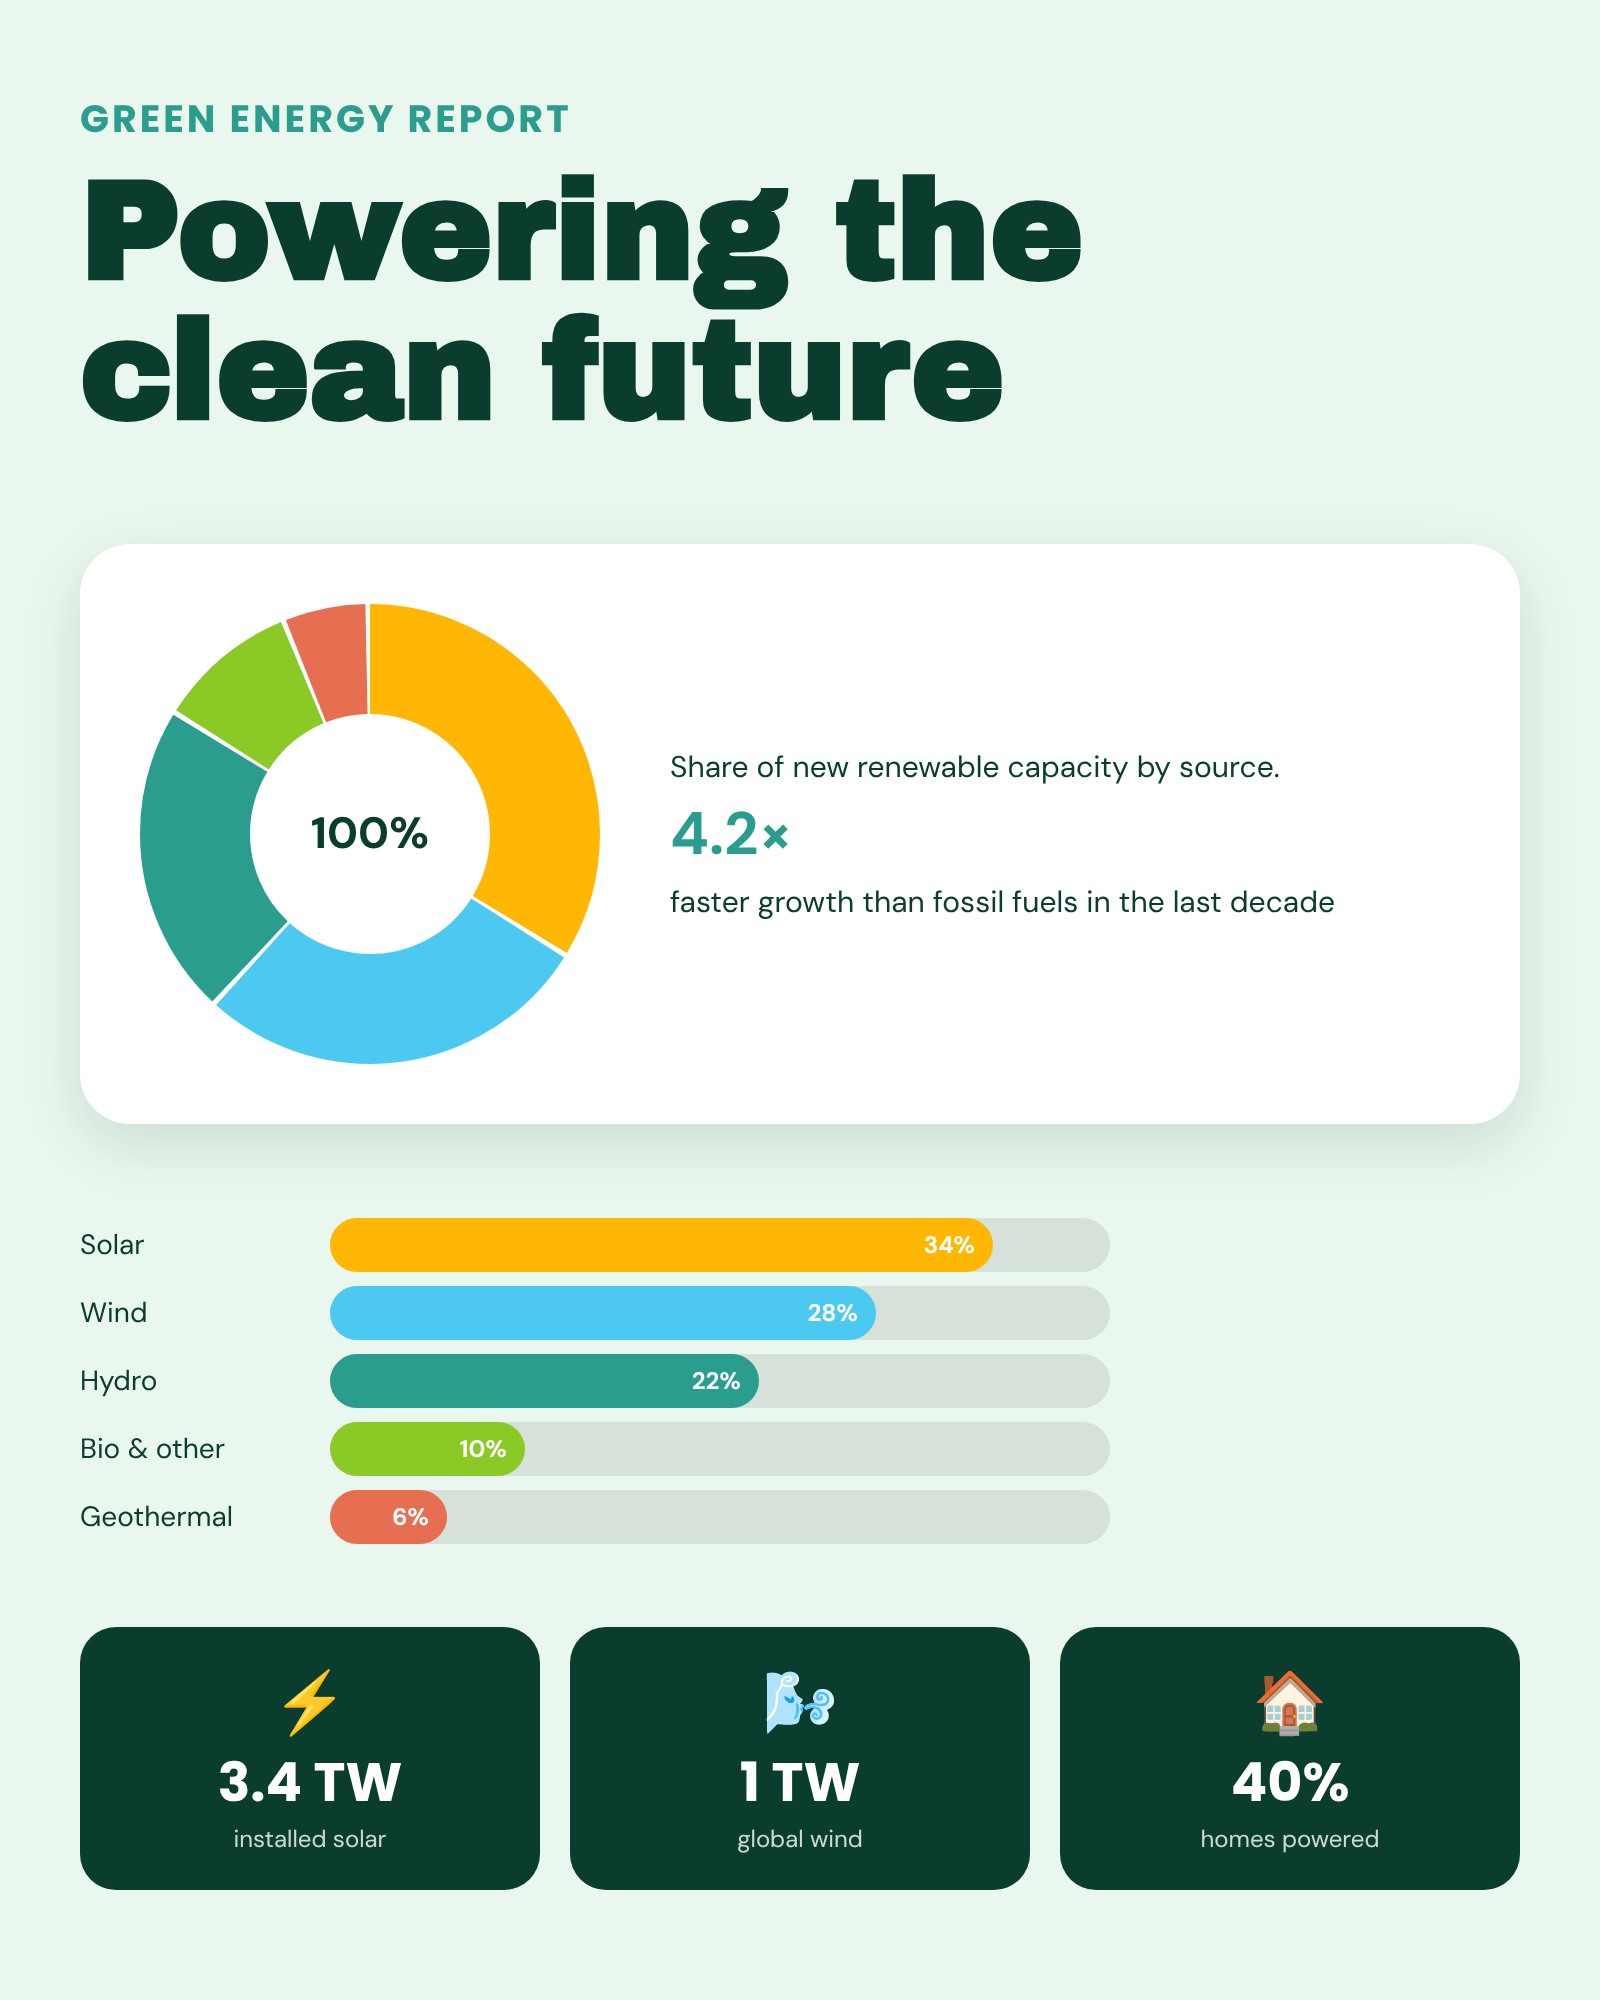 GREEN ENERGY REPORT
Powering the
clean future
100%
Share of new renewable capacity by source.
4.2×
faster growth than fossil fuels in the last decade
Solar
34%
Wind
28%
Hydro
22%
Bio & other
10%
Geothermal
6%
3.4 TW
installed solar
1 TW
global wind
40%
homes powered